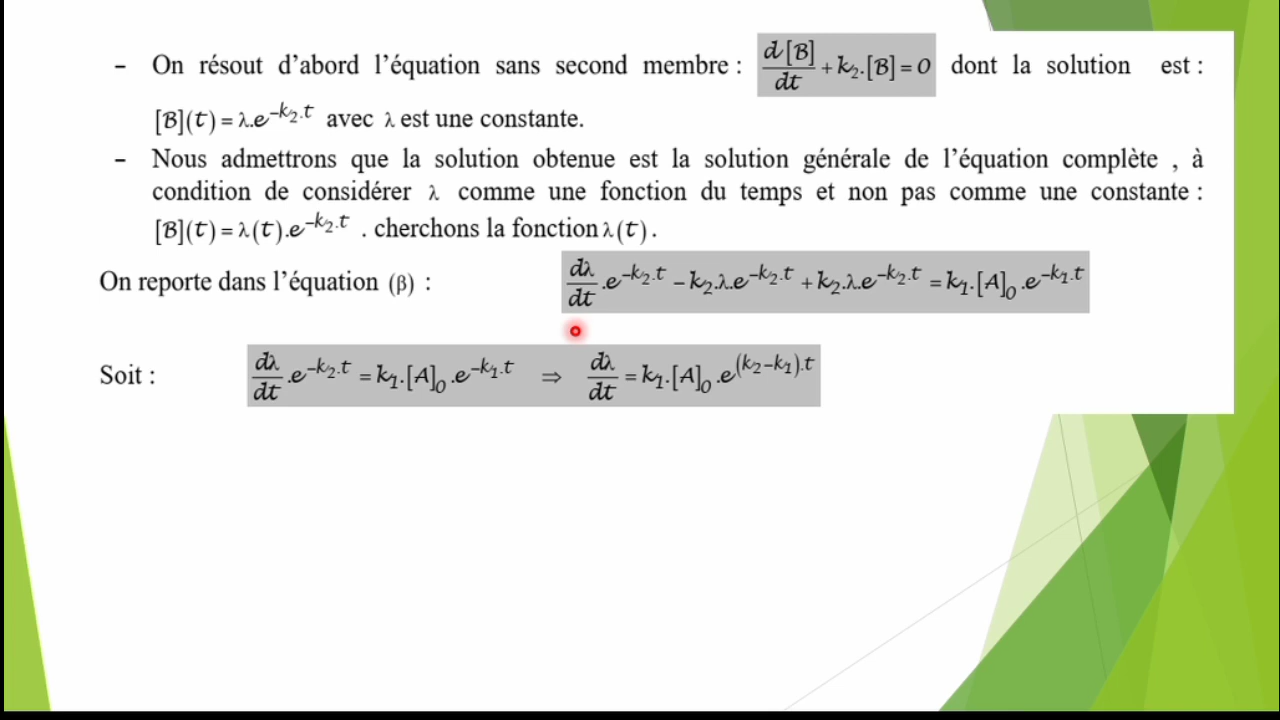 – On résout d’abord l’équation sans second membre : d[B]/dt + k₂.[B] = 0 dont la solution est :
[B](t) = λ.e^(–k₂.t) avec λ est une constante.
– Nous admettrons que la solution obtenue est la solution générale de l’équation complète , à
condition de considérer λ comme une fonction du temps et non pas comme une constante :
[B](t) = λ(t).e^(–k₂.t) . cherchons la fonction λ(t).
On reporte dans l’équation (β) : dλ/dt .e^(–k₂.t) – k₂.λ.e^(–k₂.t) + k₂.λ.e^(–k₂.t) = k₁.[A]₀ .e^(–k₁.t)
Soit : dλ/dt .e^(–k₂.t) = k₁.[A]₀ .e^(–k₁.t) ⇒ dλ/dt = k₁.[A]₀ .e^((k₂–k₁).t)